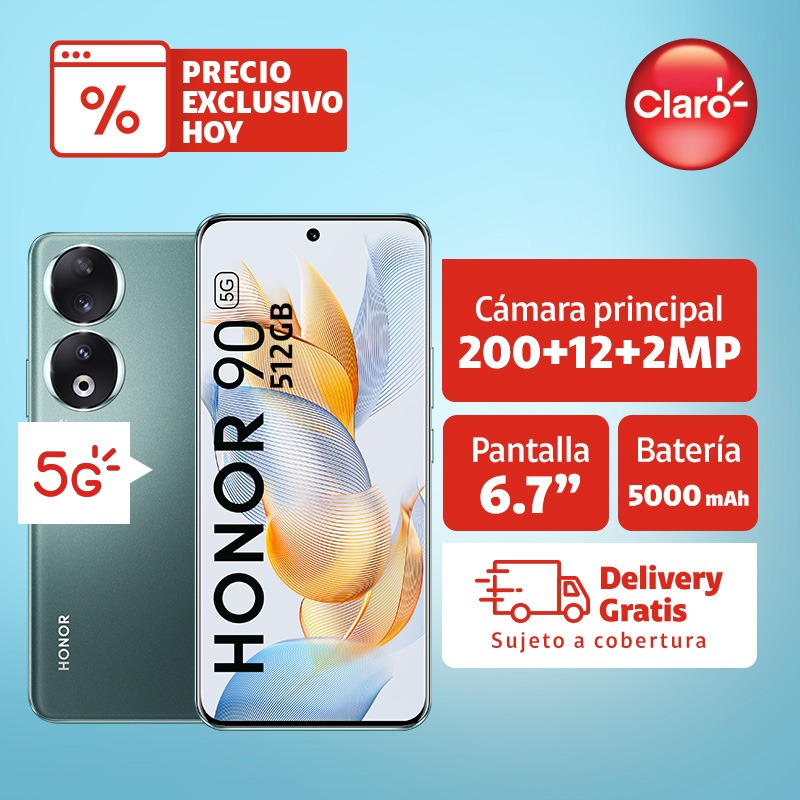 %
PRECIO
EXCLUSIVO
HOY
Claro
5G
HONOR 90
512GB
5G
HONOR
Cámara principal
200+12+2MP
Pantalla
6.7”
Batería
5000 mAh
Delivery
Gratis
Sujeto a cobertura